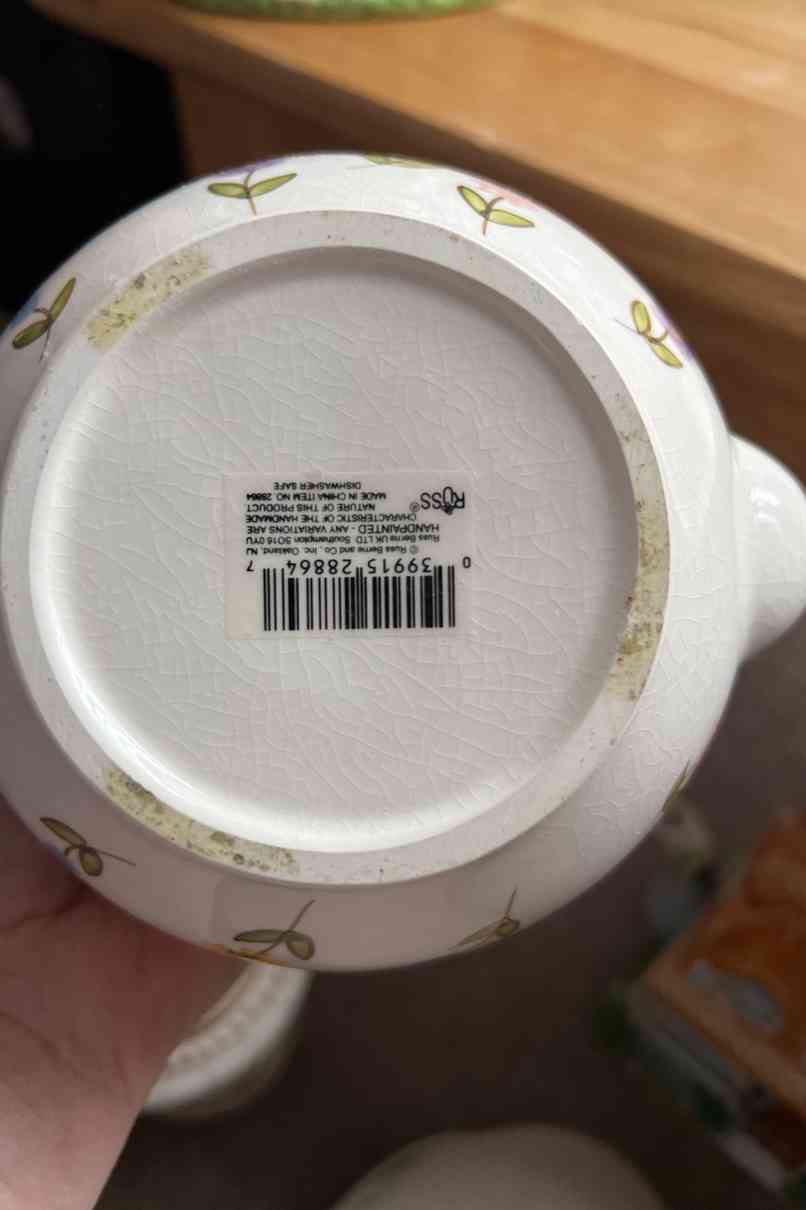 0 39915 28864 7
© Russ Berrie and Co., Inc. Oakland, NJ,
Russ Berrie UK LTD. Southampton SO16 0YU
HANDPAINTED - ANY VARIATIONS ARE
CHARACTERISTIC OF THE HANDMADE
NATURE OF THIS PRODUCT
MADE IN CHINA ITEM NO. 28864
DISHWASHER SAFE
RUSS®